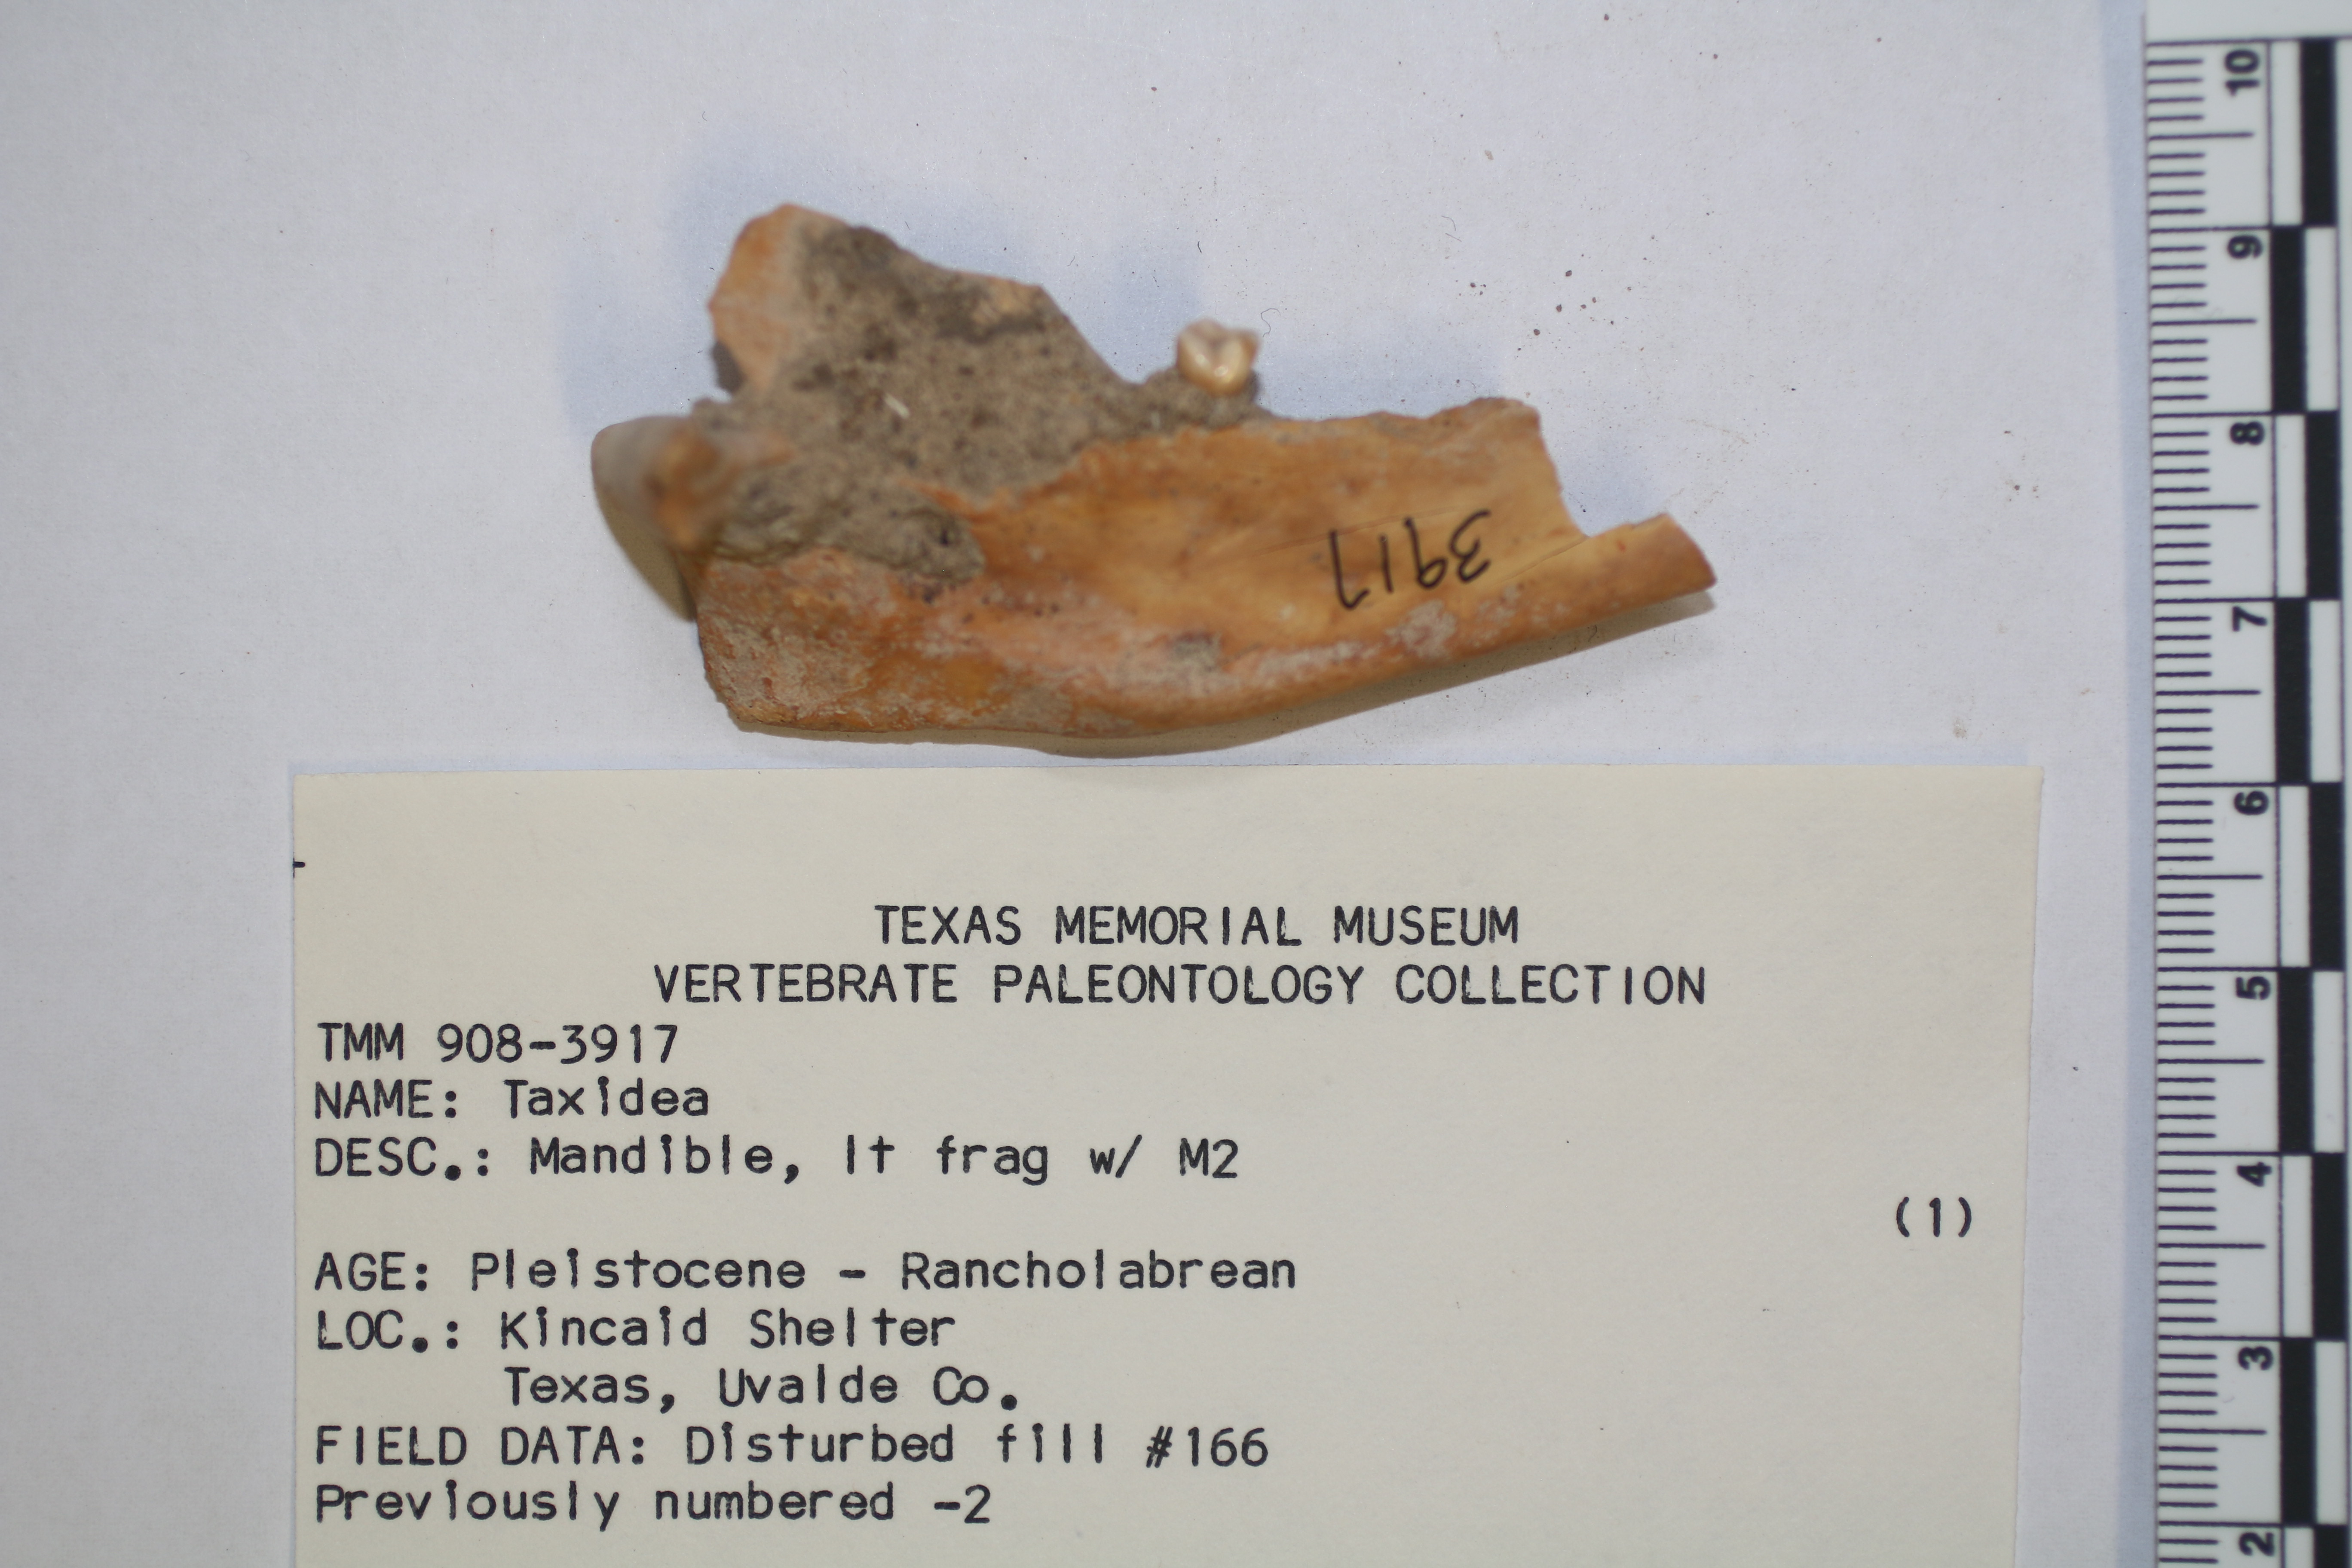 3917
TEXAS MEMORIAL MUSEUM
VERTEBRATE PALEONTOLOGY COLLECTION
TMM 908-3917
NAME: Taxidea
DESC.: Mandible, lt frag w/ M2
(1)
AGE: Pleistocene - Rancholabrean
LOC.: Kincaid Shelter
Texas, Uvalde Co.
FIELD DATA: Disturbed fill #166
Previously numbered -2
10
9
8
7
6
5
4
3
2